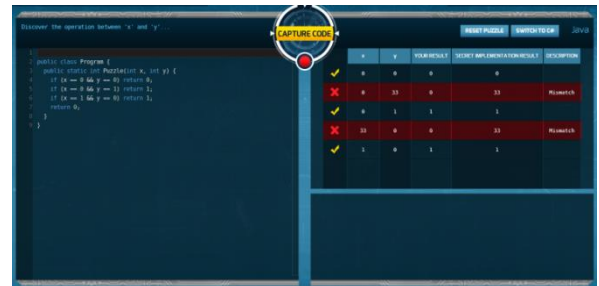 Discover the operation between 'x' and 'y'...
CAPTURE CODE
RESET PUZZLE SWITCH TO C# Java
1
2 public class Program {
3 public static int Puzzle(int x, int y) {
4 if (x == 0 && y == 0) return 0;
5 if (x == 0 && y == 1) return 1;
6 if (x == 1 && y == 0) return 1;
7 return 0;
8 }
9 }
x y YOUR RESULT SECRET IMPLEMENTATION RESULT DESCRIPTION
0 0 0 0
0 33 0 33 Mismatch
0 1 1 1
33 0 0 33 Mismatch
1 0 1 1